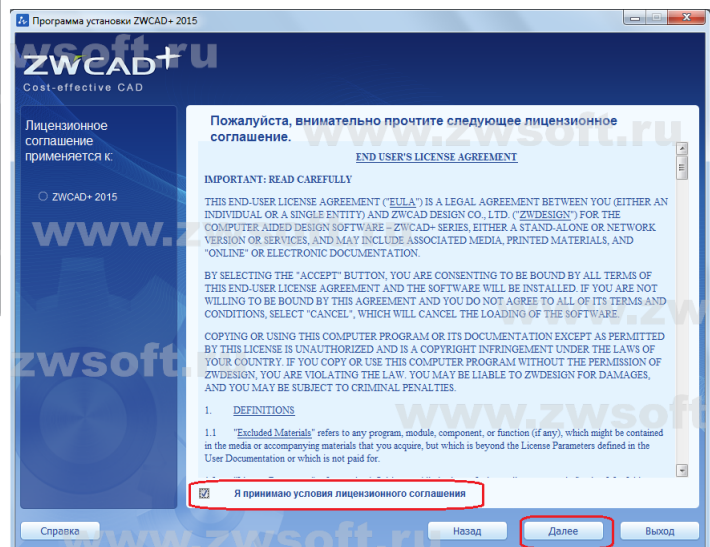 Программа установки ZWCAD+ 2015
wsoft.ru
ZWCAD+
Cost-effective CAD
Лицензионное
соглашение
применяется к:
ZWCAD+ 2015
Пожалуйста, внимательно прочтите следующее лицензионное
соглашение.
www.zwsoft.ru
END USER'S LICENSE AGREEMENT
IMPORTANT: READ CAREFULLY
THIS END-USER LICENSE AGREEMENT ("EULA") IS A LEGAL AGREEMENT BETWEEN YOU (EITHER AN
INDIVIDUAL OR A SINGLE ENTITY) AND ZWCAD DESIGN CO., LTD. ("ZWDESIGN") FOR THE
COMPUTER AIDED DESIGN SOFTWARE – ZWCAD+ SERIES, EITHER A STAND-ALONE OR NETWORK
VERSION OR SERVICES, AND MAY INCLUDE ASSOCIATED MEDIA, PRINTED MATERIALS, AND
"ONLINE" OR ELECTRONIC DOCUMENTATION.
BY SELECTING THE "ACCEPT" BUTTON, YOU ARE CONSENTING TO BE BOUND BY ALL TERMS OF
THIS END-USER LICENSE AGREEMENT AND THE SOFTWARE WILL BE INSTALLED. IF YOU ARE NOT
WILLING TO BE BOUND BY THIS AGREEMENT AND YOU DO NOT AGREE TO ALL OF ITS TERMS AND
CONDITIONS, SELECT "CANCEL", WHICH WILL CANCEL THE LOADING OF THE SOFTWARE.
COPYING OR USING THIS COMPUTER PROGRAM OR ITS DOCUMENTATION EXCEPT AS PERMITTED
BY THIS LICENSE IS UNAUTHORIZED AND IS A COPYRIGHT INFRINGEMENT UNDER THE LAWS OF
YOUR COUNTRY. IF YOU COPY OR USE THIS COMPUTER PROGRAM WITHOUT THE PERMISSION OF
ZWDESIGN, YOU ARE VIOLATING THE LAW. YOU MAY BE LIABLE TO ZWDESIGN FOR DAMAGES,
AND YOU MAY BE SUBJECT TO CRIMINAL PENALTIES.
1. DEFINITIONS
1.1 "Excluded Materials" refers to any program, module, component, or function (if any), which might be contained
in the media or accompanying materials that you acquire, but which is beyond the License Parameters defined in the
User Documentation or which is not paid for.
Я принимаю условия лицензионного соглашения
Справка
Назад
Далее
Выход
www.zwsoft.ru